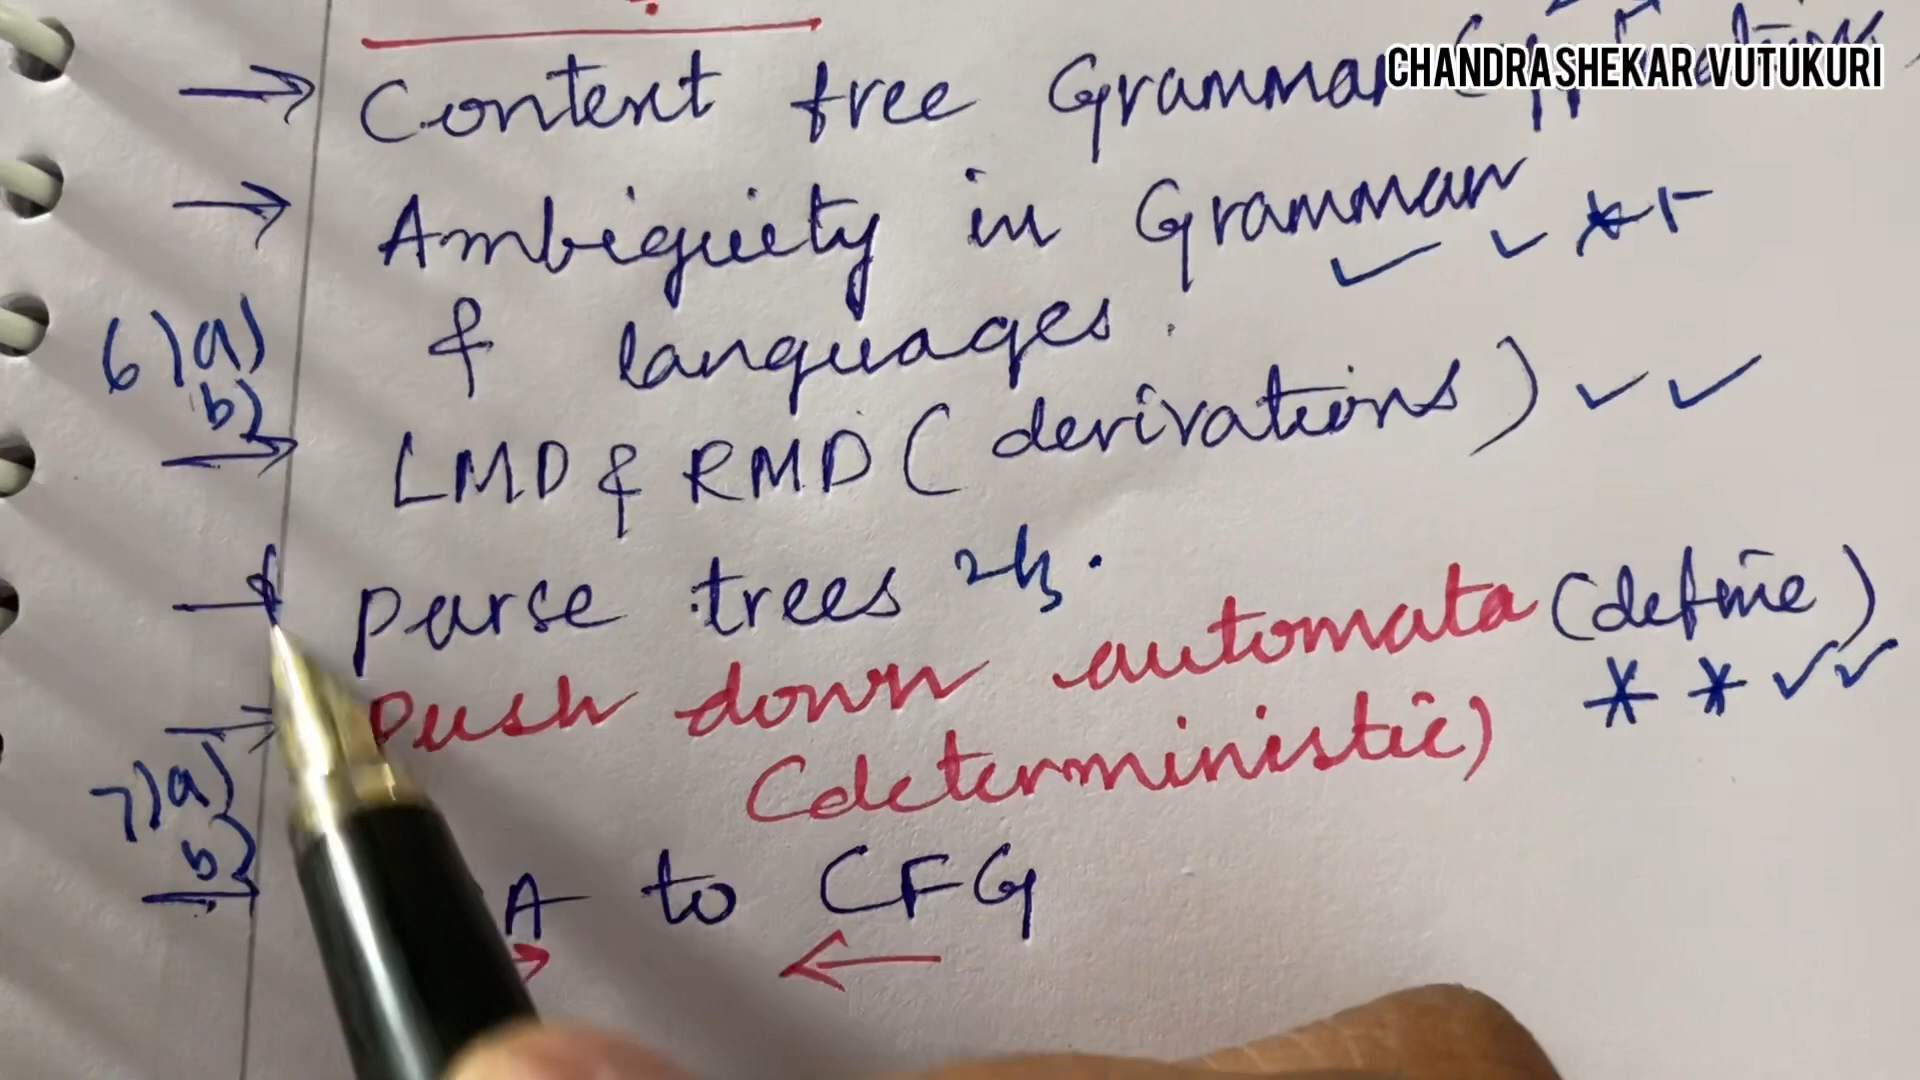 CHANDRASHEKAR VUTUKURI
→ Context free Grammar
→ Ambiguity in Grammar
& languages.
6)a)
b)
→ LMD & RMD (derivations)
Parse trees
→ Push down automata (define)
(deterministic)
7)a)
b)
→ A to CFG